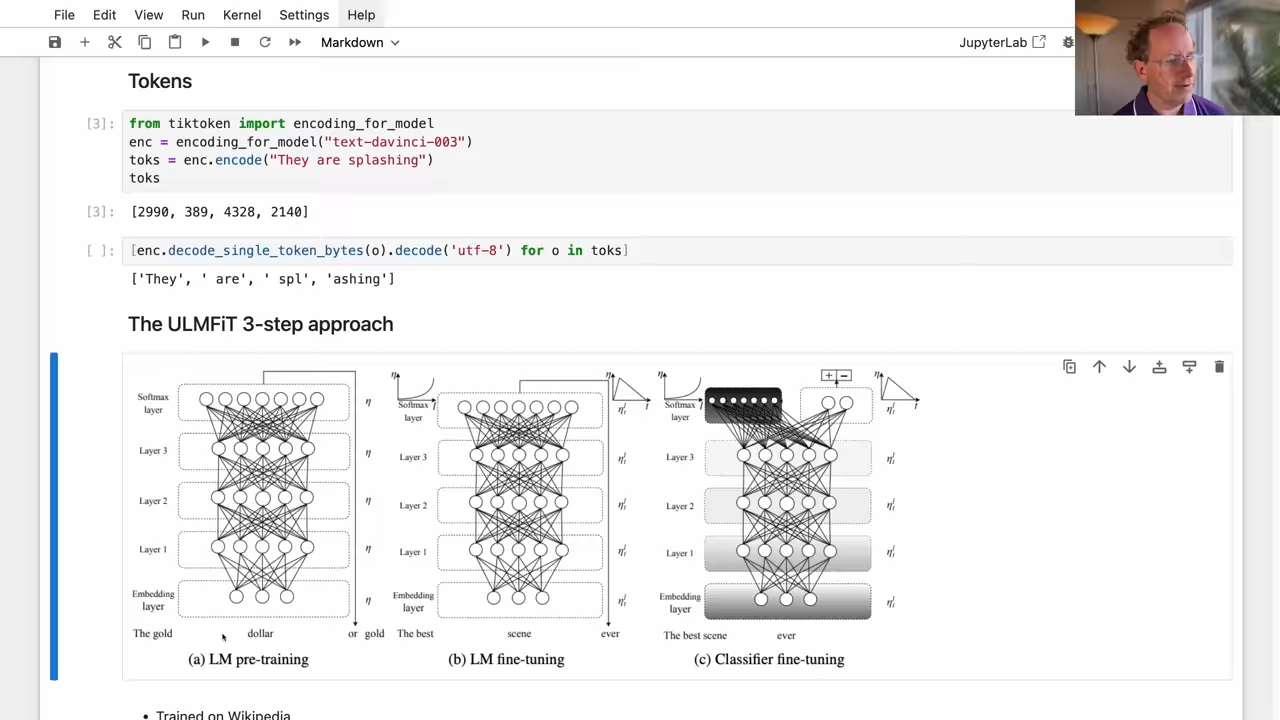 File Edit View Run Kernel Settings Help
Markdown
JupyterLab
Tokens
[3]:
from tiktoken import encoding_for_model
enc = encoding_for_model("text-davinci-003")
toks = enc.encode("They are splashing")
toks
[3]: [2990, 389, 4328, 2140]
[ ]: [enc.decode_single_token_bytes(o).decode('utf-8') for o in toks]
['They', ' are', ' spl', 'ashing']
The ULMFiT 3-step approach
Softmax
layer
η
Layer 3
η
Layer 2
η
Layer 1
η
Embedding
layer
η
The gold dollar or gold
(a) LM pre-training
η
t
η
t
Softmax
layer
Layer 3
Layer 2
Layer 1
Embedding
layer
The best scene ever
(b) LM fine-tuning
η
t
+ −
η
t
Softmax
layer
Layer 3
Layer 2
Layer 1
Embedding
layer
The best scene ever
(c) Classifier fine-tuning
• Trained on Wikipedia